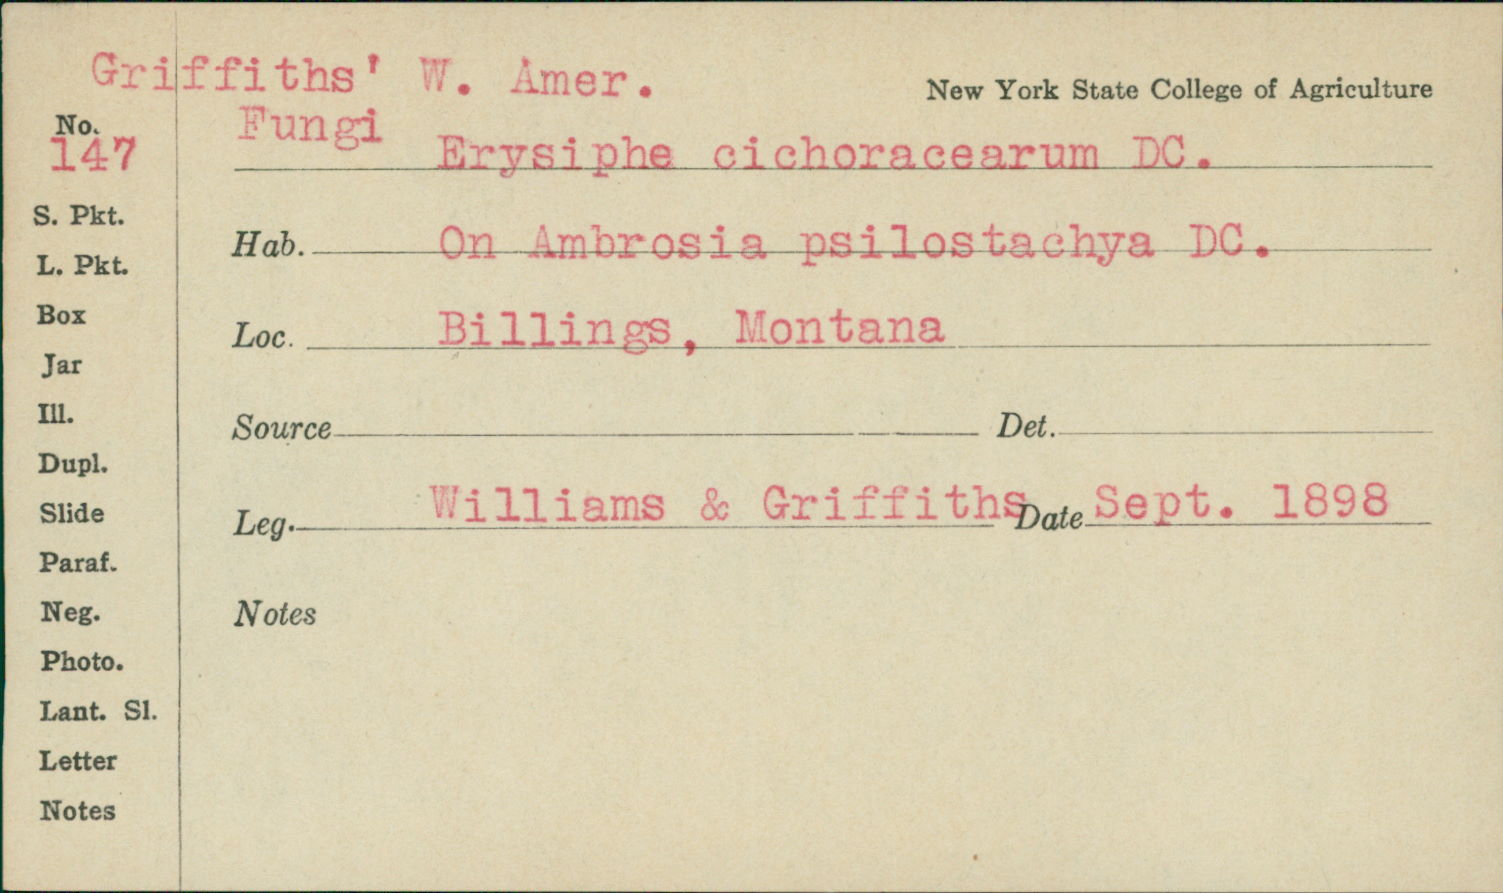 Griffiths' W. Amer.
Fungi
New York State College of Agriculture
No.
147
Erysiphe cichoracearum DC.
S. Pkt.
L. Pkt.
Box
Jar
Ill.
Dupl.
Slide
Paraf.
Neg.
Photo.
Lant. Sl.
Letter
Notes
Hab. On Ambrosia psilostachya DC.
Loc. Billings, Montana
Source Det.
Leg. Williams & Griffiths Date Sept. 1898
Notes